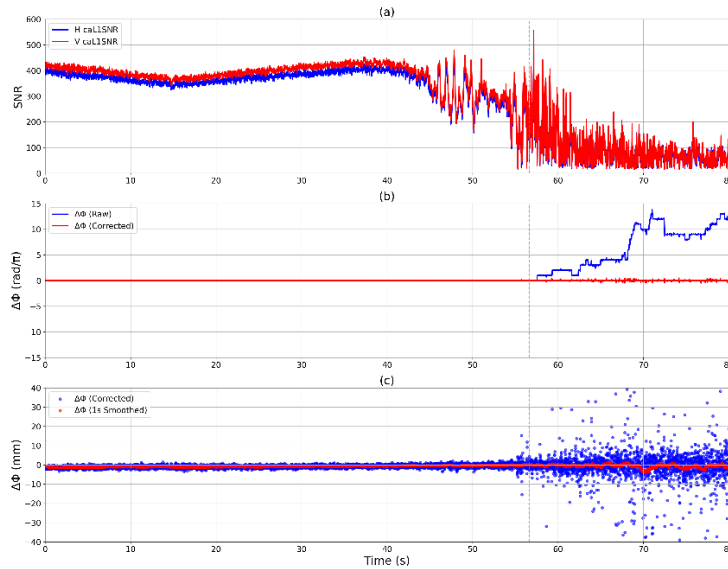 (a)
600
500
400
300
200
100
0
SNR
H caL1SNR
V caL1SNR
0 10 20 30 40 50 60 70 80
(b)
15
10
5
0
−5
10
−15
ΔΦ (rad/π)
ΔΦ (Raw)
ΔΦ (Corrected)
0 10 20 30 40 50 60 70 80
(c)
40
30
20
10
0
−10
−20
−30
−40
ΔΦ (mm)
ΔΦ (Corrected)
ΔΦ (1s Smoothed)
0 10 20 30 40 50 60 70 80
Time (s)